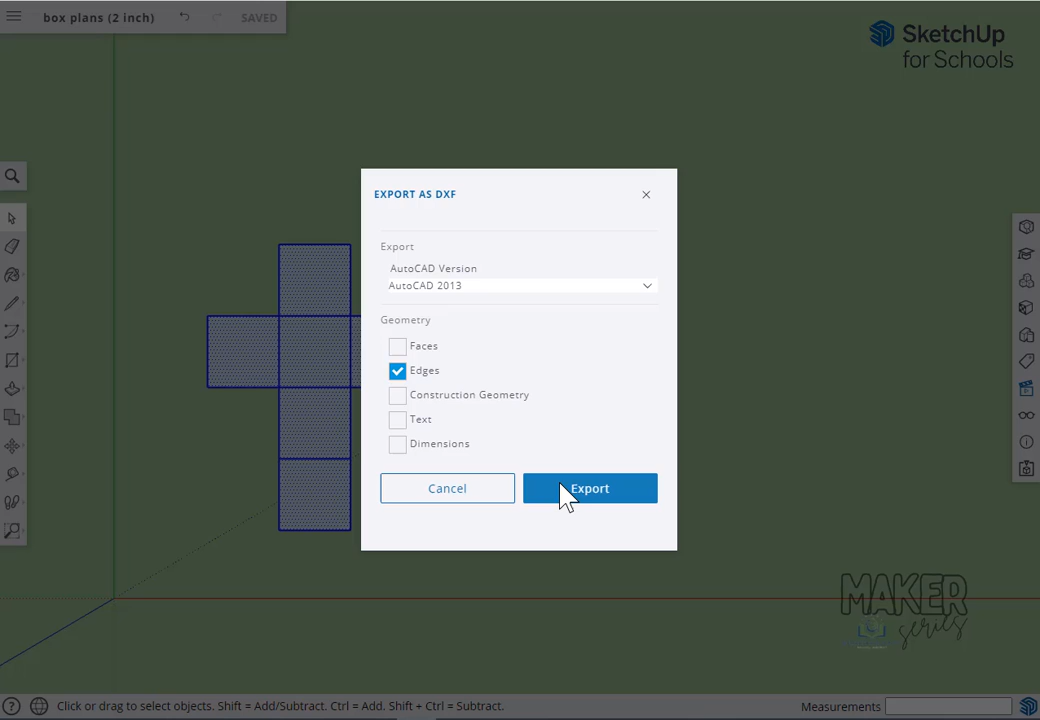 box plans (2 inch)
SAVED
SketchUp
for Schools
EXPORT AS DXF
Export
AutoCAD Version
AutoCAD 2013
Geometry
Faces
Edges
Construction Geometry
Text
Dimensions
Cancel
Export
MAKER
series
Click or drag to select objects. Shift = Add/Subtract. Ctrl = Add. Shift + Ctrl = Subtract.
Measurements